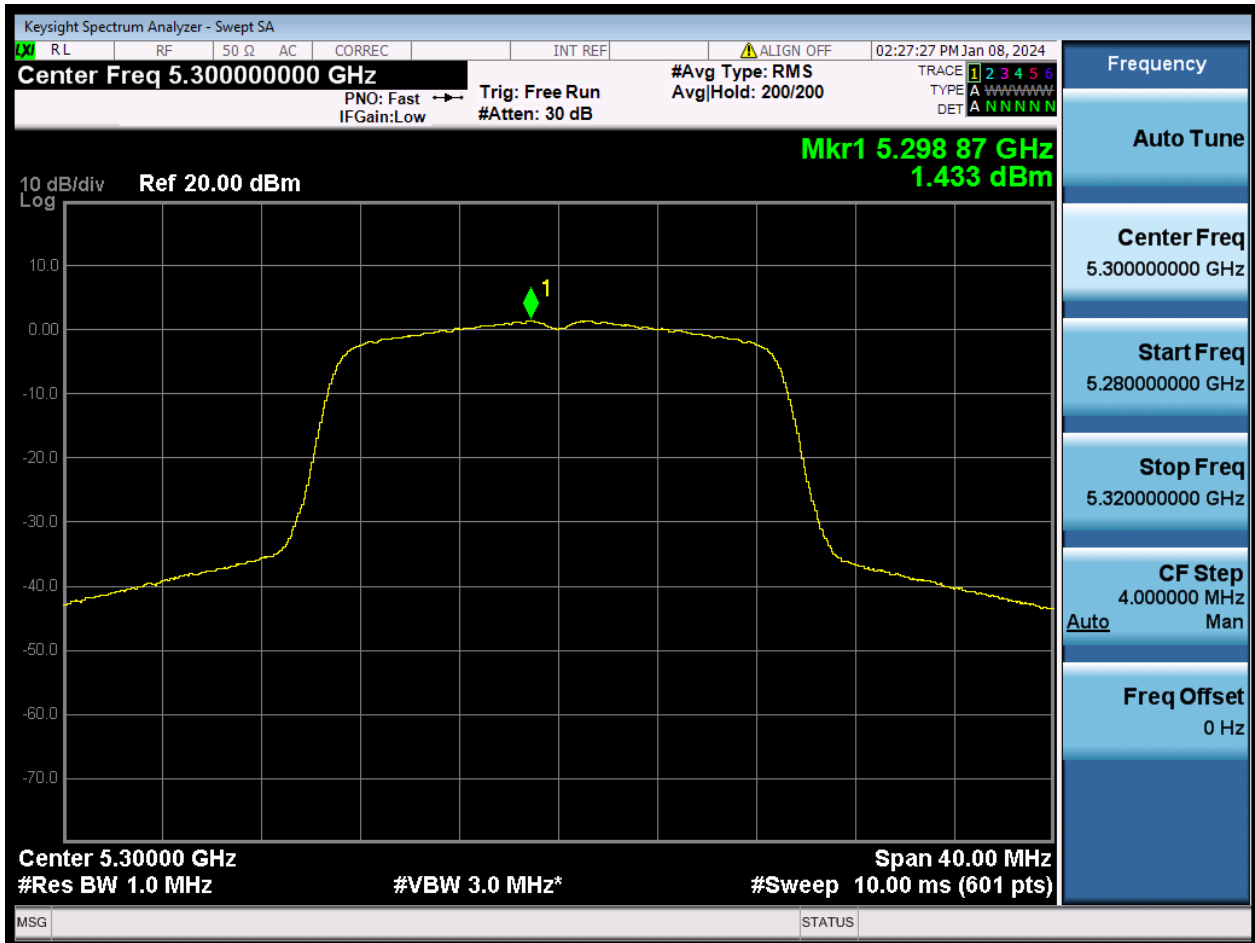 Keysight Spectrum Analyzer - Swept SA
LXI RL RF 50 Ω AC CORREC INT REF ALIGN OFF 02:27:27 PM Jan 08, 2024
Center Freq 5.300000000 GHz
PNO: Fast
IFGain:Low
Trig: Free Run
#Atten: 30 dB
#Avg Type: RMS
Avg|Hold: 200/200
TRACE 1 2 3 4 5 6
TYPE A WWWWW
DET A N N N N N
Mkr1 5.298 87 GHz
1.433 dBm
10 dB/div Ref 20.00 dBm
Log
10.0
1
0.00
-10.0
-20.0
-30.0
-40.0
-50.0
-60.0
-70.0
Center 5.30000 GHz Span 40.00 MHz
#Res BW 1.0 MHz #VBW 3.0 MHz* #Sweep 10.00 ms (601 pts)
MSG STATUS
Frequency
Auto Tune
Center Freq
5.300000000 GHz
Start Freq
5.280000000 GHz
Stop Freq
5.320000000 GHz
CF Step
4.000000 MHz
Auto Man
Freq Offset
0 Hz